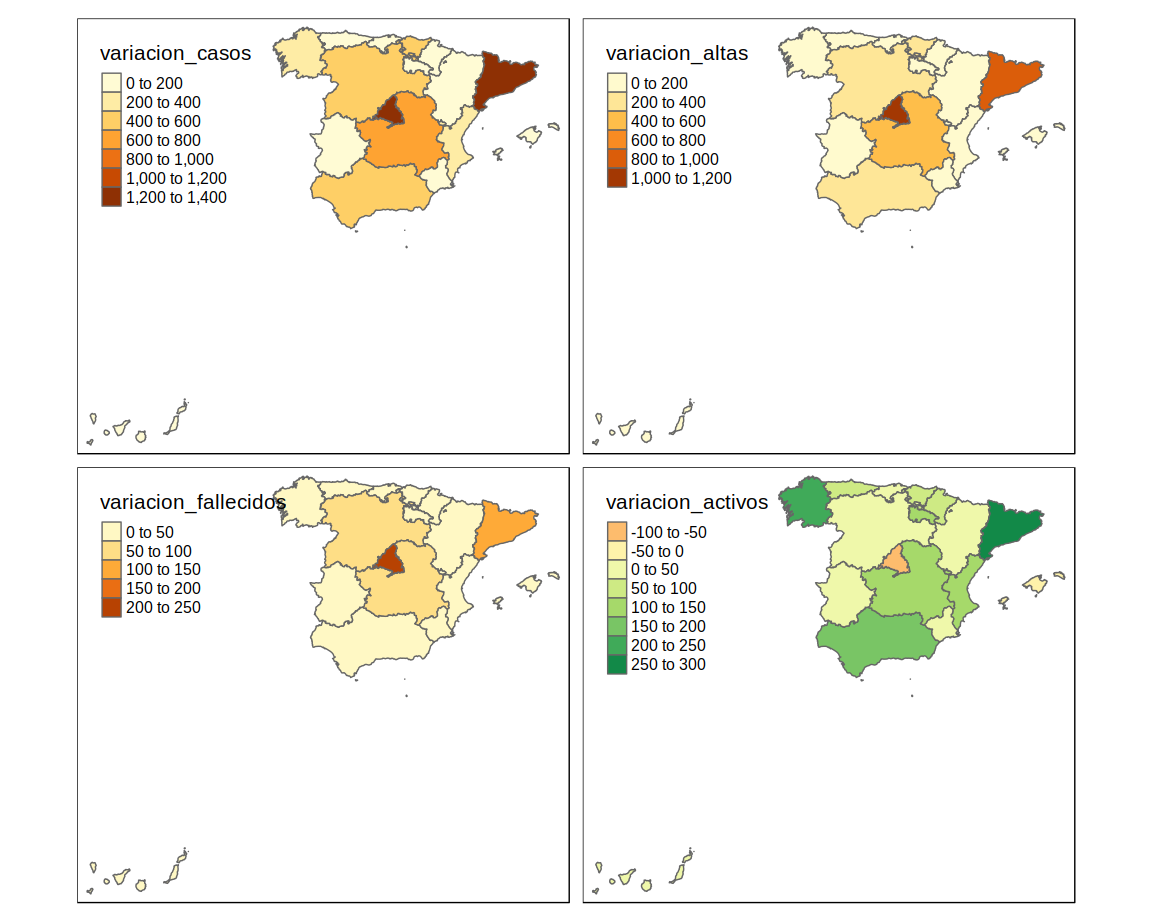 variacion_casos
0 to 200
200 to 400
400 to 600
600 to 800
800 to 1,000
1,000 to 1,200
1,200 to 1,400
variacion_altas
0 to 200
200 to 400
400 to 600
600 to 800
800 to 1,000
1,000 to 1,200
variacion_fallecidos
0 to 50
50 to 100
100 to 150
150 to 200
200 to 250
variacion_activos
-100 to -50
-50 to 0
0 to 50
50 to 100
100 to 150
150 to 200
200 to 250
250 to 300